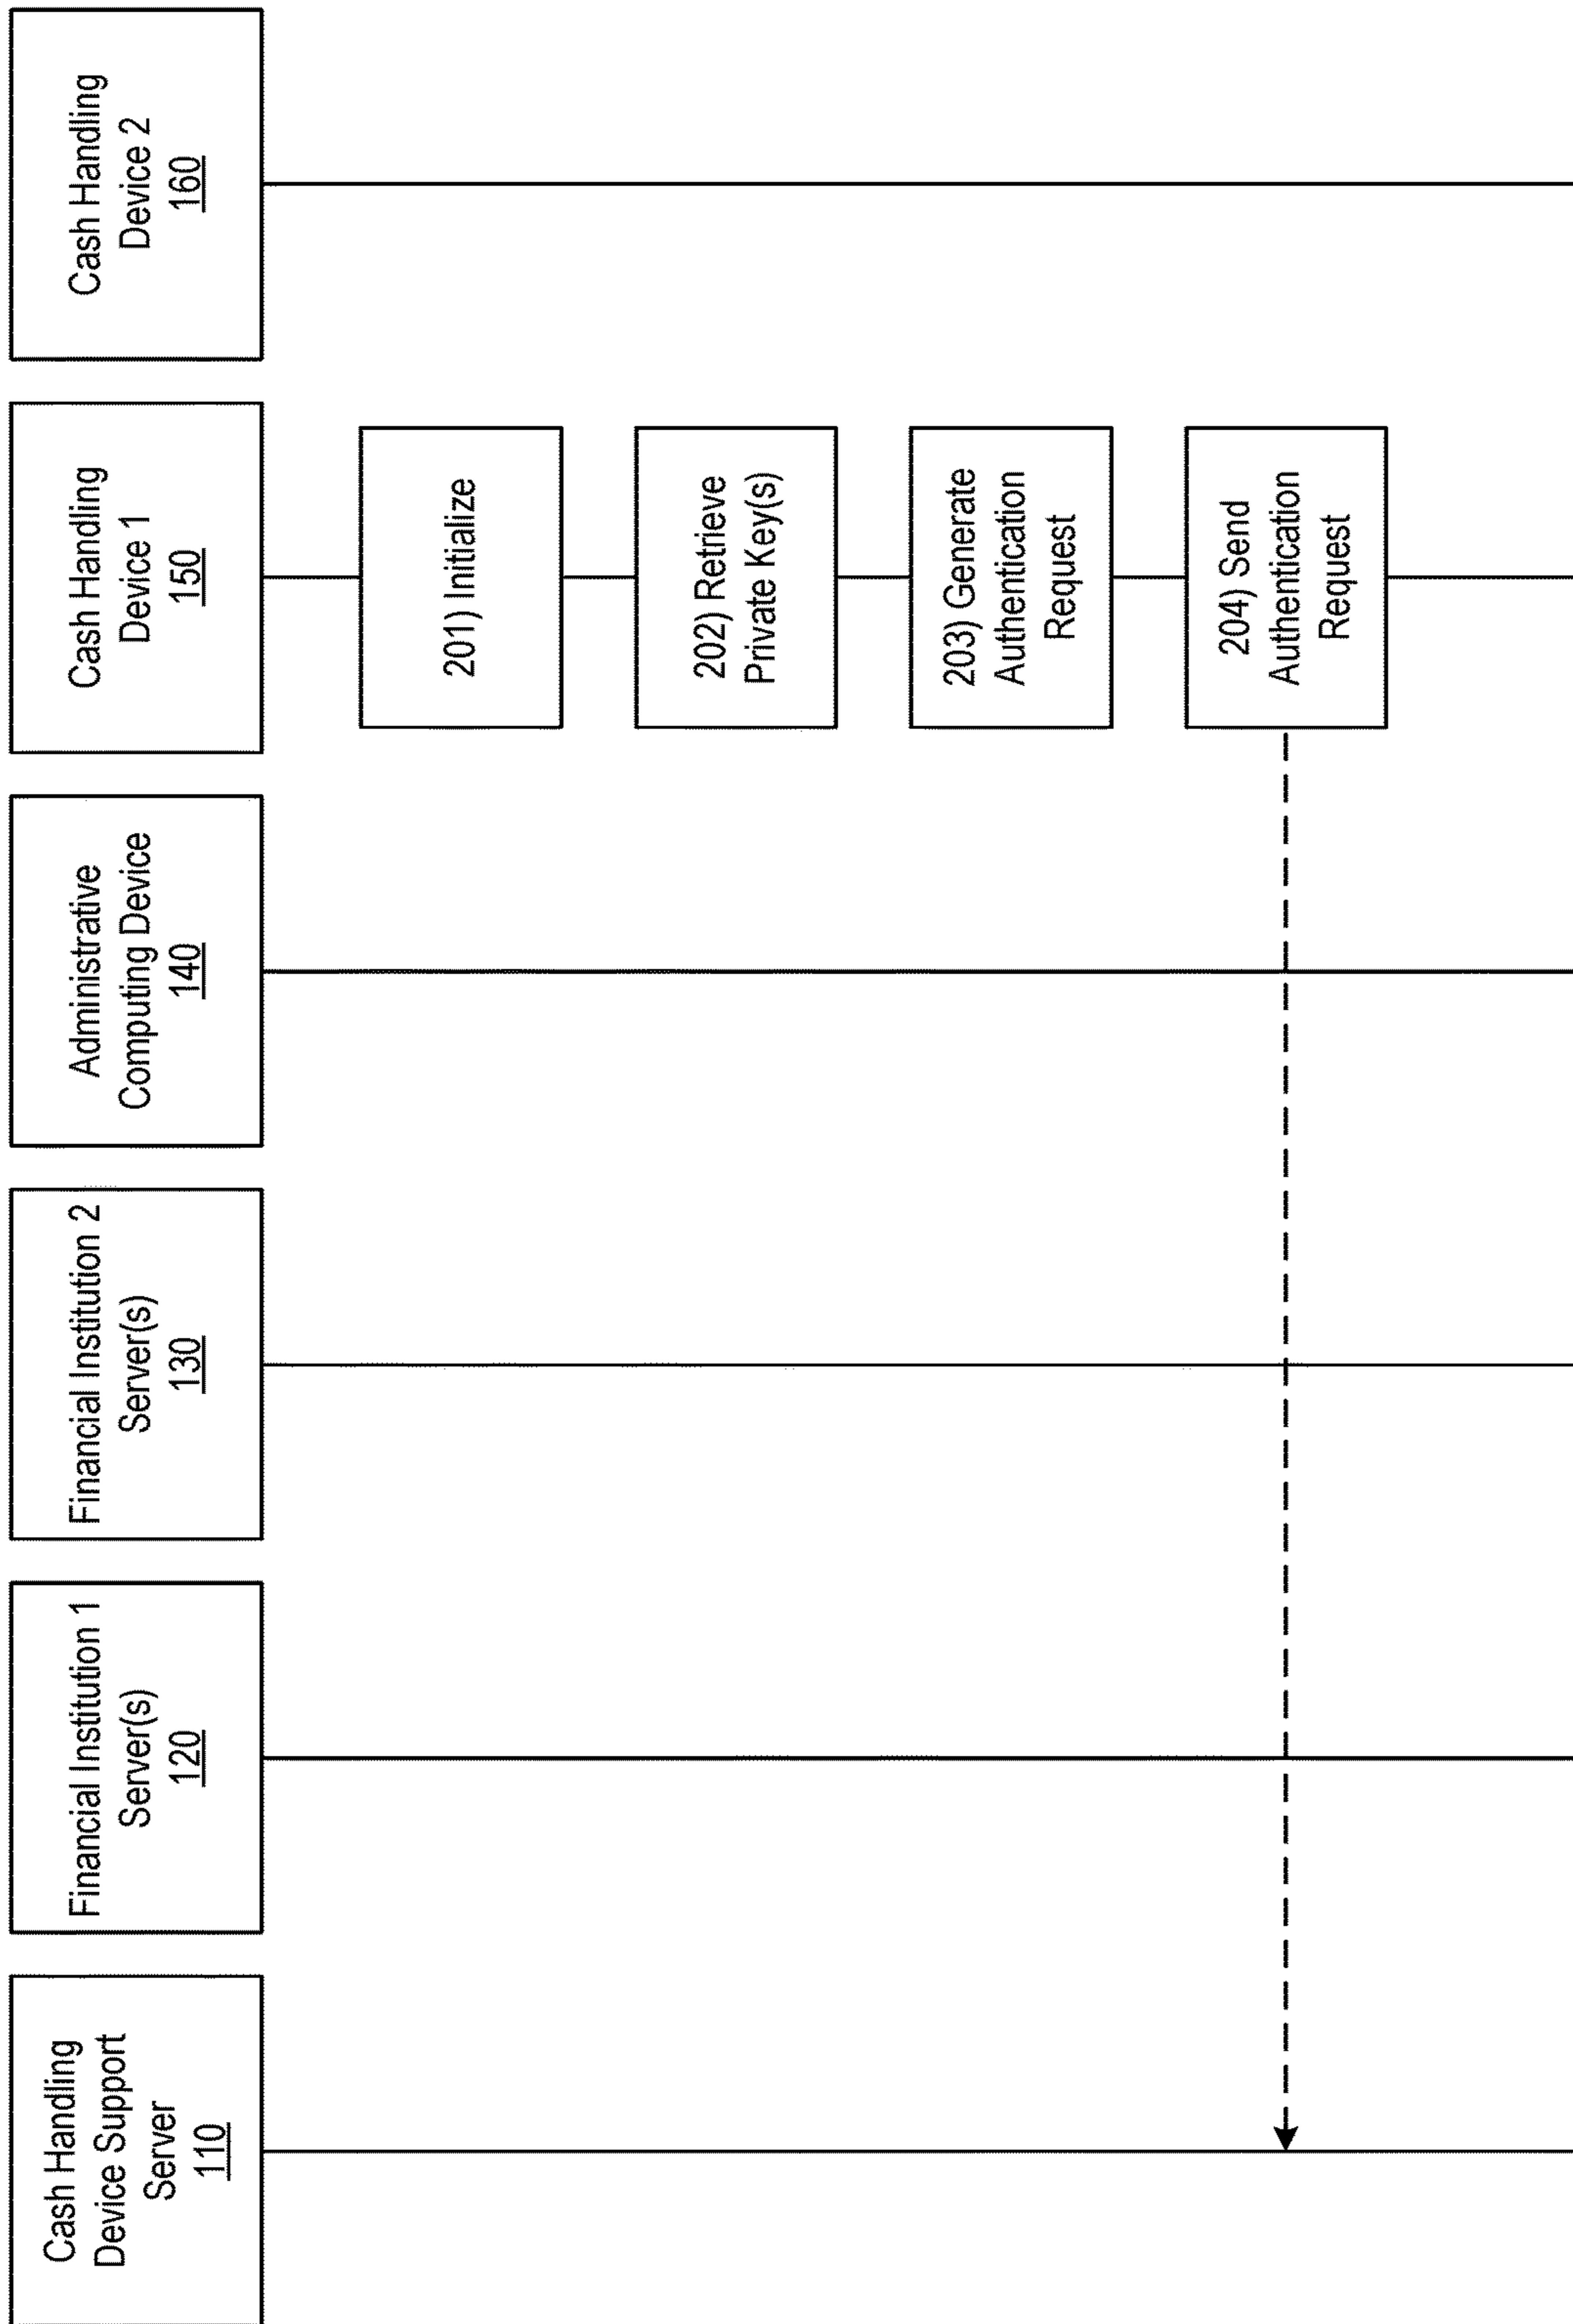 Cash Handling
Device Support
Server
110
Financial Institution 1
Server(s)
120
Financial Institution 2
Server(s)
130
Administrative
Computing Device
140
Cash Handling
Device 1
150
Cash Handling
Device 2
160
201) Initialize
202) Retrieve
Private Key(s)
203) Generate
Authentication
Request
204) Send
Authentication
Request